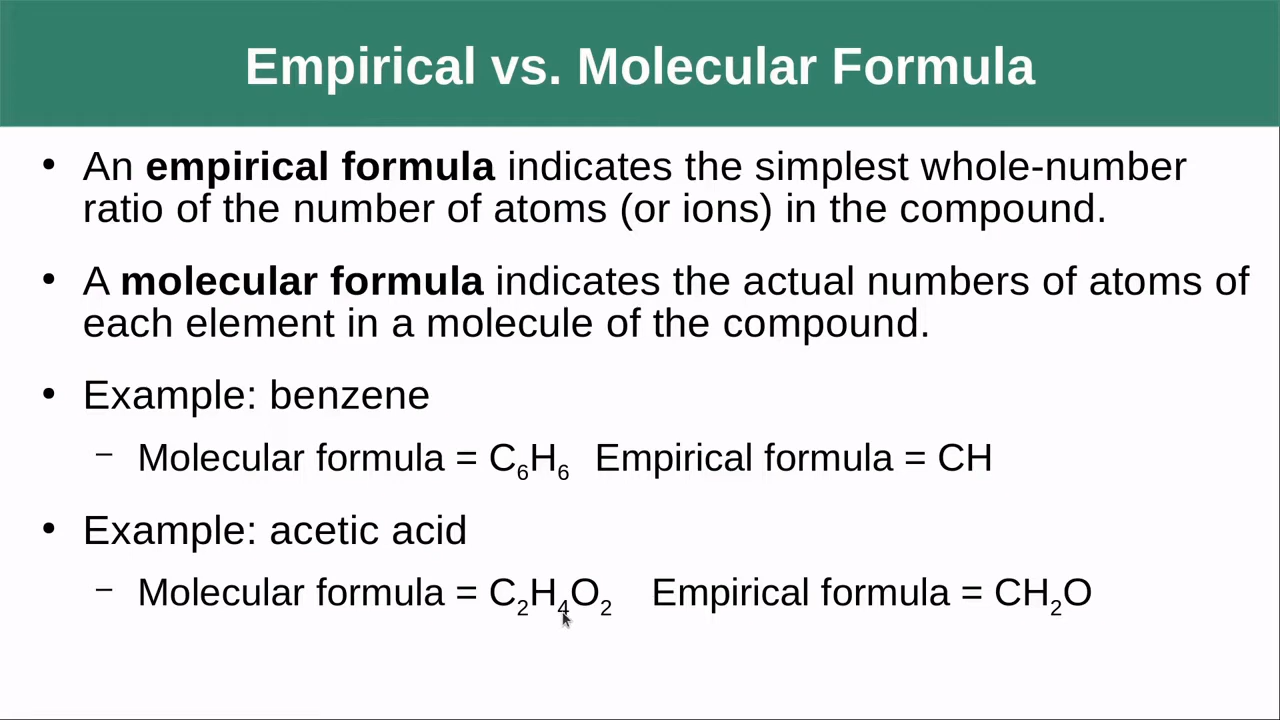 Empirical vs. Molecular Formula
• An empirical formula indicates the simplest whole-number
ratio of the number of atoms (or ions) in the compound.
• A molecular formula indicates the actual numbers of atoms of
each element in a molecule of the compound.
• Example: benzene
– Molecular formula = C₆H₆ Empirical formula = CH
• Example: acetic acid
– Molecular formula = C₂H₄O₂ Empirical formula = CH₂O